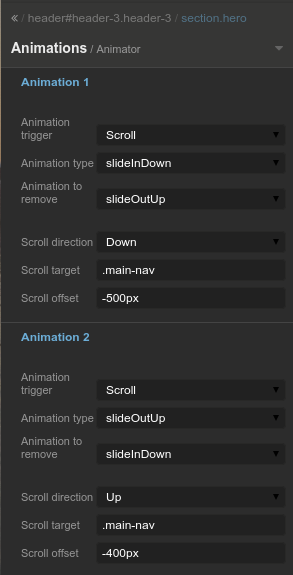 « / header#header-3.header-3 / section.hero
Animations / Animator
Animation 1
Animation
trigger Scroll
Animation type slideInDown
Animation to
remove slideOutUp
Scroll direction Down
Scroll target .main-nav
Scroll offset -500px
Animation 2
Animation
trigger Scroll
Animation type slideOutUp
Animation to
remove slideInDown
Scroll direction Up
Scroll target .main-nav
Scroll offset -400px